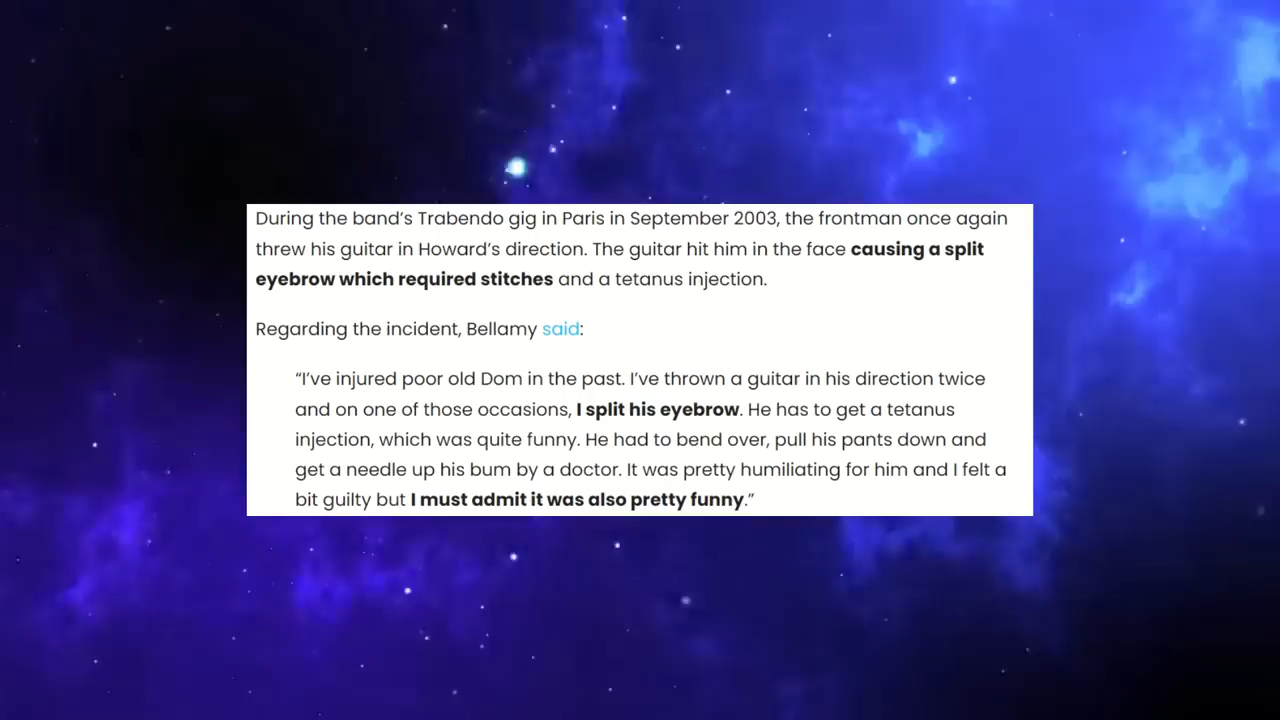 During the band’s Trabendo gig in Paris in September 2003, the frontman once again
threw his guitar in Howard’s direction. The guitar hit him in the face causing a split
eyebrow which required stitches and a tetanus injection.
Regarding the incident, Bellamy said:
“I’ve injured poor old Dom in the past. I’ve thrown a guitar in his direction twice
and on one of those occasions, I split his eyebrow. He has to get a tetanus
injection, which was quite funny. He had to bend over, pull his pants down and
get a needle up his bum by a doctor. It was pretty humiliating for him and I felt a
bit guilty but I must admit it was also pretty funny.”